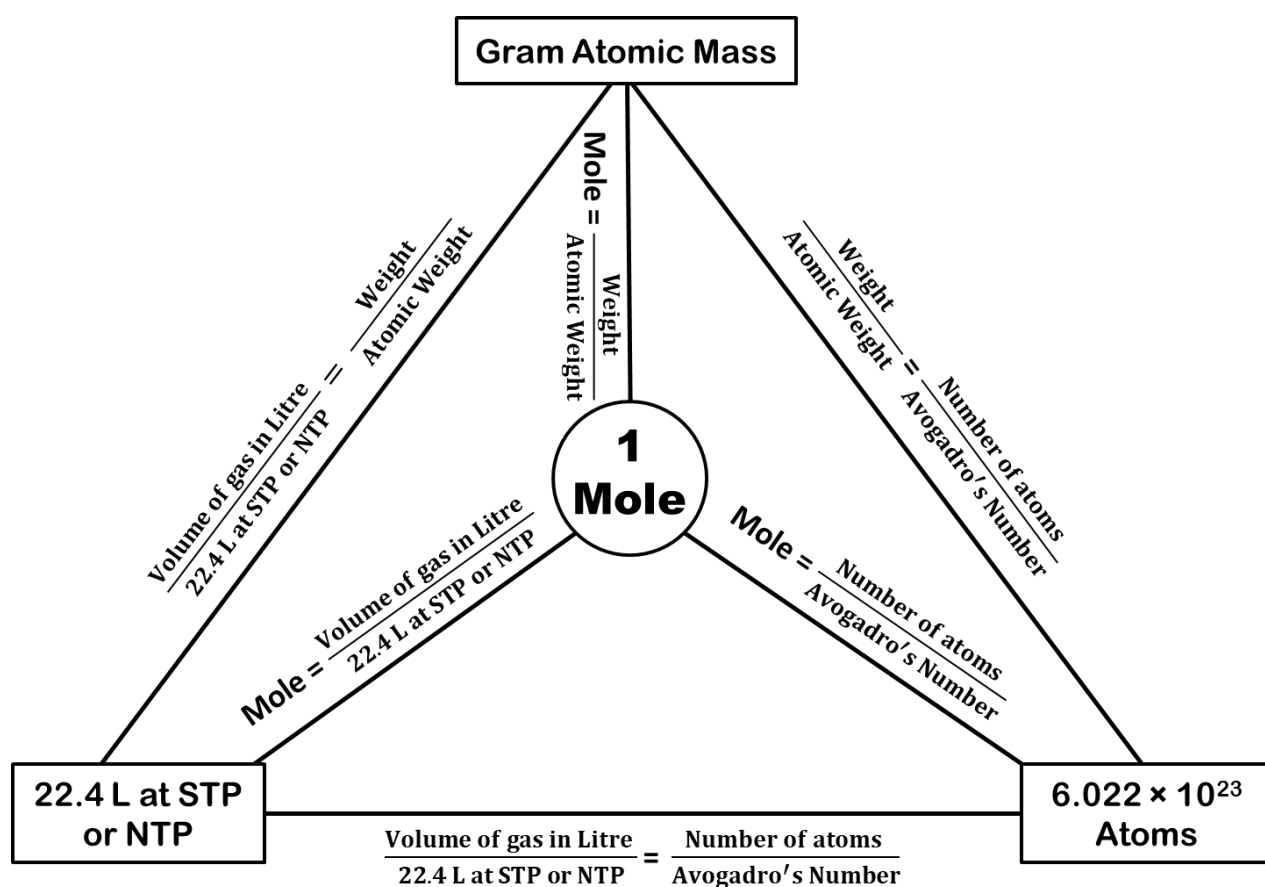 Gram Atomic Mass
Mole = Weight / Atomic Weight
Volume of gas in Litre / 22.4 L at STP or NTP = Weight / Atomic Weight
Weight / Atomic Weight = Number of atoms / Avogadro's Number
1
Mole
Mole = Volume of gas in Litre / 22.4 L at STP or NTP
Mole = Number of atoms / Avogadro's Number
22.4 L at STP
or NTP
6.022 × 10²³
Atoms
Volume of gas in Litre / 22.4 L at STP or NTP = Number of atoms / Avogadro's Number